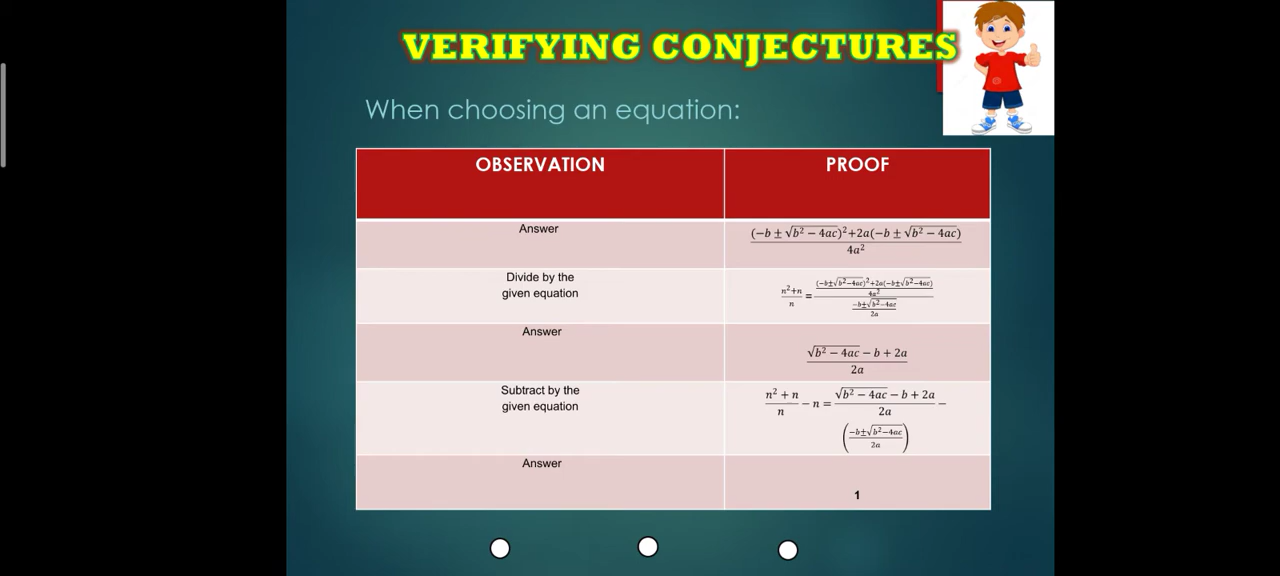 VERIFYING CONJECTURES
When choosing an equation:
OBSERVATION
PROOF
Answer
(−b ± √(b² − 4ac))² + 2a(−b ± √(b² − 4ac)) / 4a²
Divide by the
given equation
(n² + n)/n = ((−b±√(b²−4ac))² + 2a(−b±√(b²−4ac)) / 4a²) / ((−b±√(b²−4ac)) / 2a)
Answer
(√(b² − 4ac) − b + 2a) / 2a
Subtract by the
given equation
(n² + n)/n − n = (√(b² − 4ac) − b + 2a) / 2a −
((−b±√(b²−4ac)) / 2a)
Answer
1